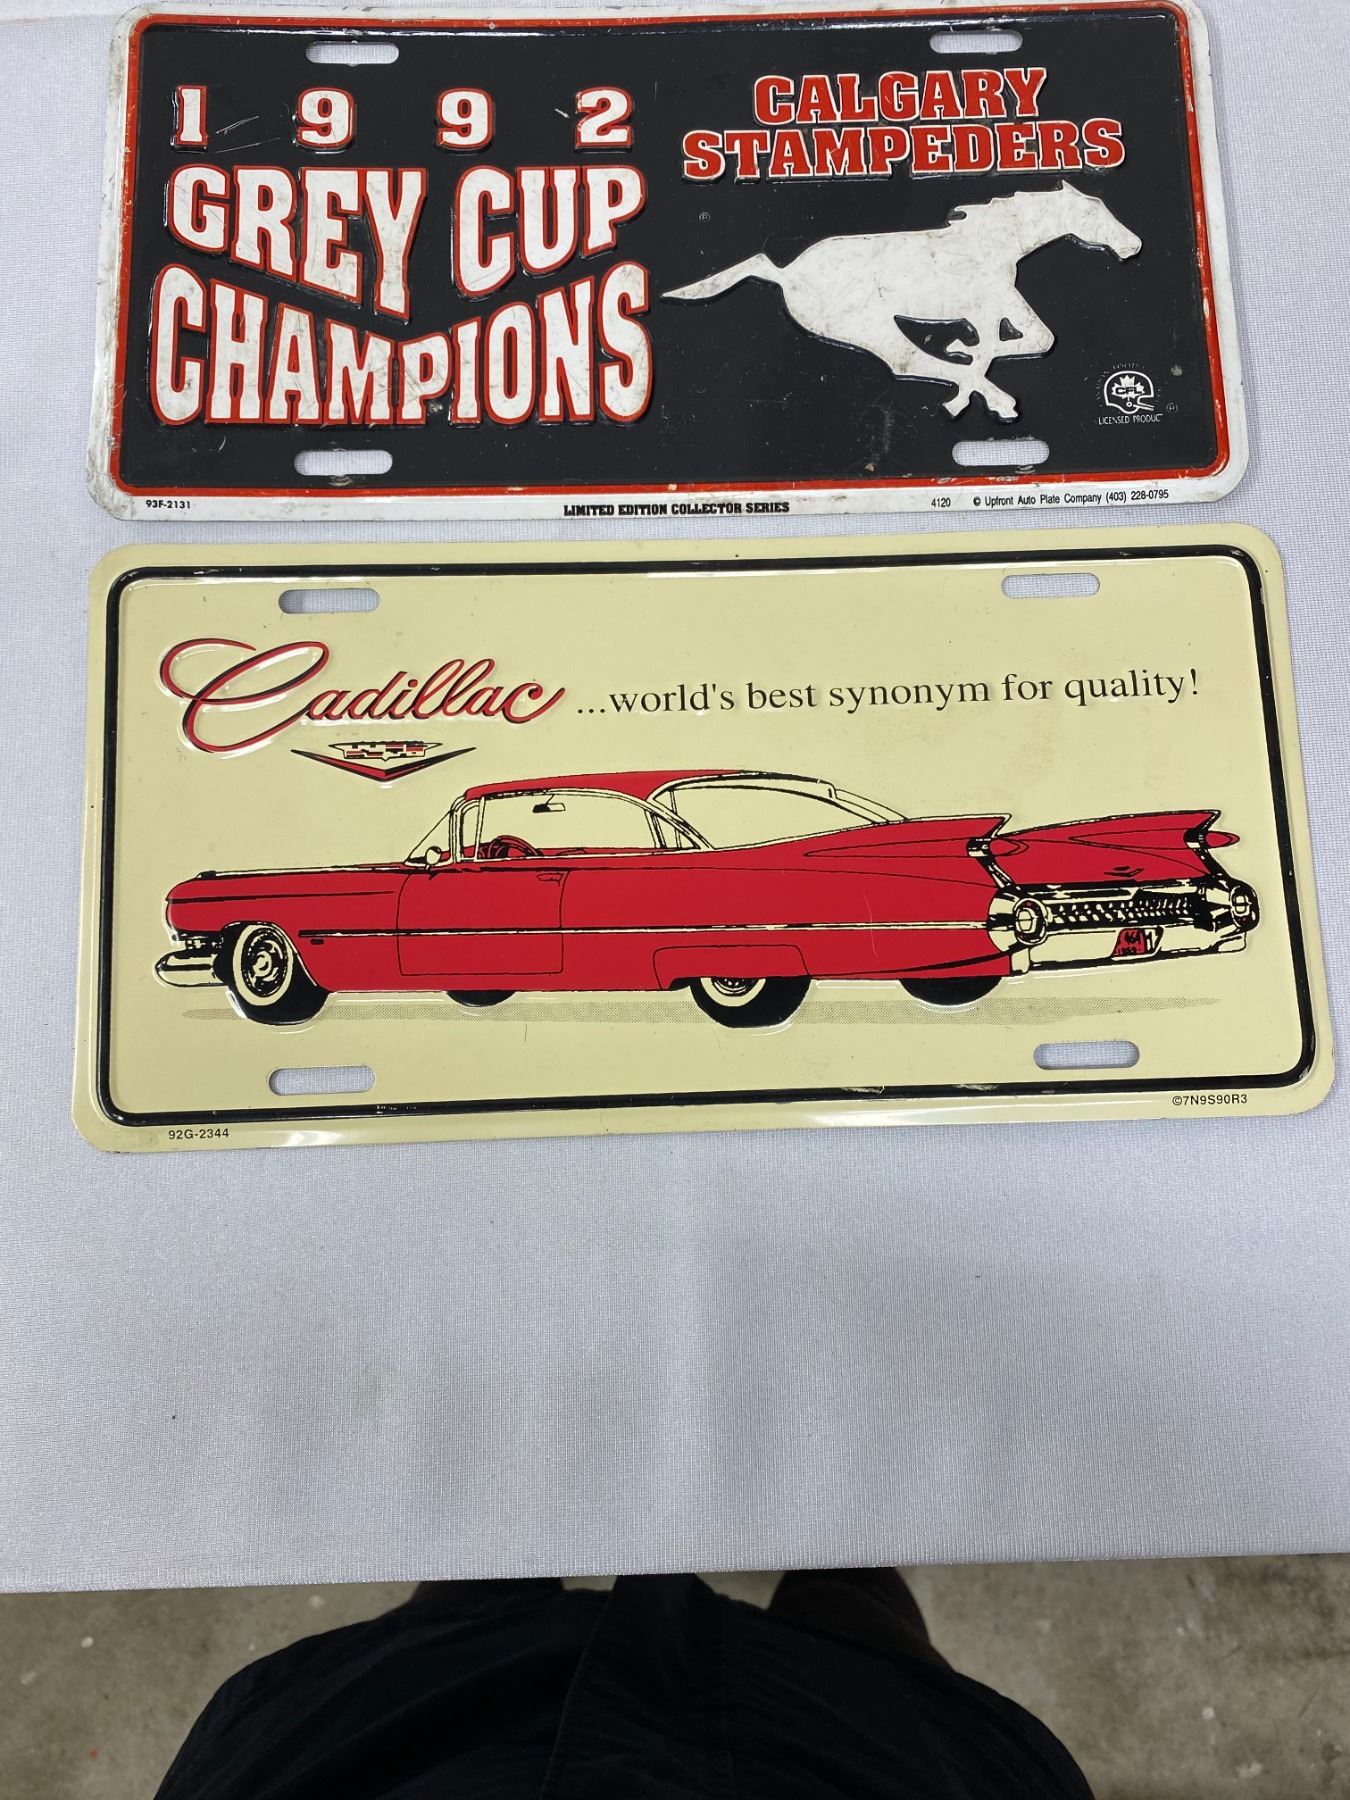 1992
GREY CUP
CHAMPIONS
CALGARY
STAMPEDERS
CFL
LICENSED PRODUCT
93F-2131
LIMITED EDITION COLLECTOR SERIES
4120 © Upfront Auto Plate Company (403) 228-0795
Cadillac ...world's best synonym for quality!
92G-2344
©7N9S90R3